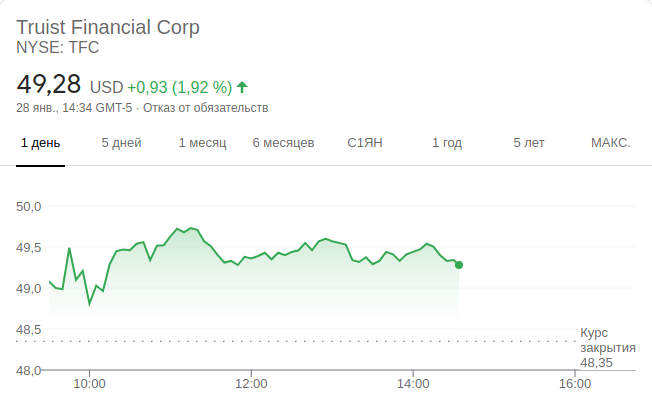 Truist Financial Corp
NYSE: TFC
49,28 USD +0,93 (1,92 %)
28 янв., 14:34 GMT-5 · Отказ от обязательств
1 день 5 дней 1 месяц 6 месяцев С1ЯН 1 год 5 лет МАКС.
50,0
49,5
49,0
48,5
48,0
Курс
закрытия
48,35
10:00 12:00 14:00 16:00